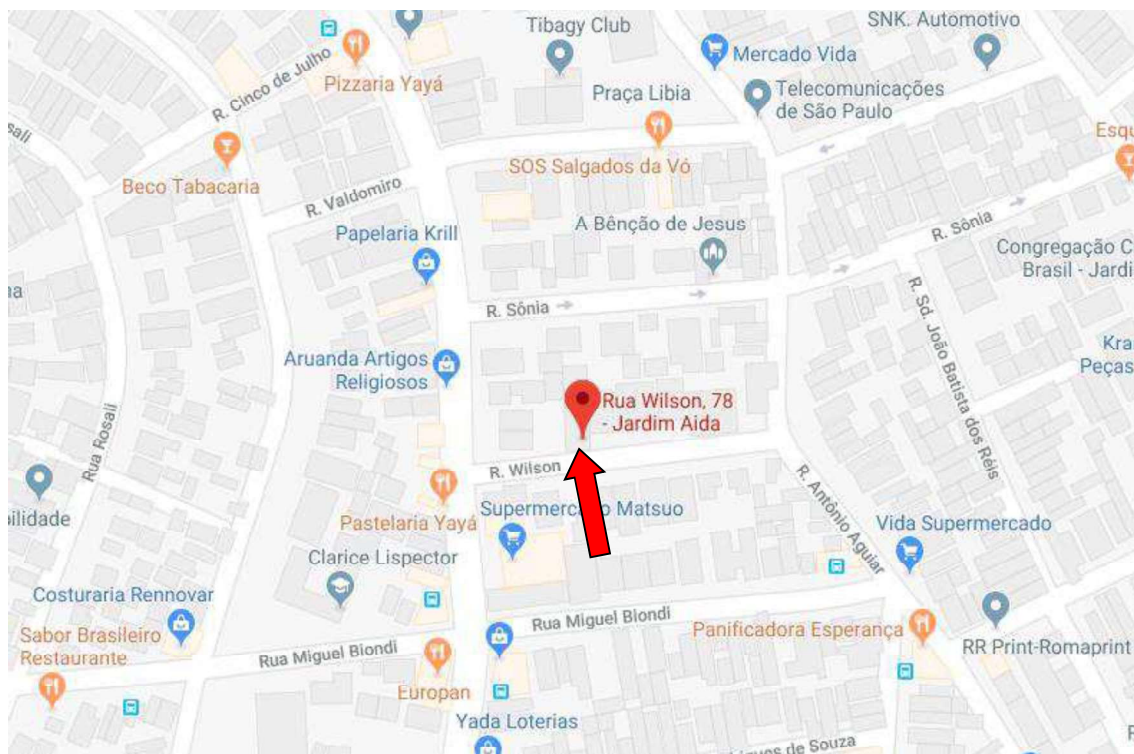 Tibagy Club
SNK. Automotivo
Mercado Vida
R. Cinco de Julho
Pizzaria Yayá
Telecomunicações
de São Paulo
Praça Libia
SOS Salgados da Vó
Beco Tabacaria
R. Valdomiro
Papelaria Krill
A Bênção de Jesus
R. Sônia
Congregação C
Brasil - Jardi
R. Sônia
R. Sd. João Batista dos Réis
Kra
Peças
Aruanda Artigos
Religiosos
Rua Wilson, 78
- Jardim Aida
Rua Rosali
R. Wilson
R. Antônio Aguiar
bilidade
Pastelaria Yayá
Supermercado Matsuo
Vida Supermercado
Clarice Lispector
Costuraria Rennovar
Rua Miguel Biondi
Panificadora Esperança
Sabor Brasileiro
Restaurante
Rua Miguel Biondi
RR Print-Romaprint
Europan
Yada Loterias
de Souza